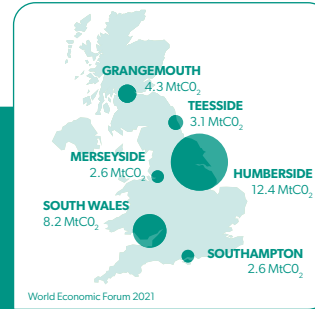 GRANGEMOUTH
4.3 MtC0₂
TEESSIDE
3.1 MtC0₂
MERSEYSIDE
2.6 MtC0₂
HUMBERSIDE
12.4 MtC0₂
SOUTH WALES
8.2 MtC0₂
SOUTHAMPTON
2.6 MtC0₂
World Economic Forum 2021